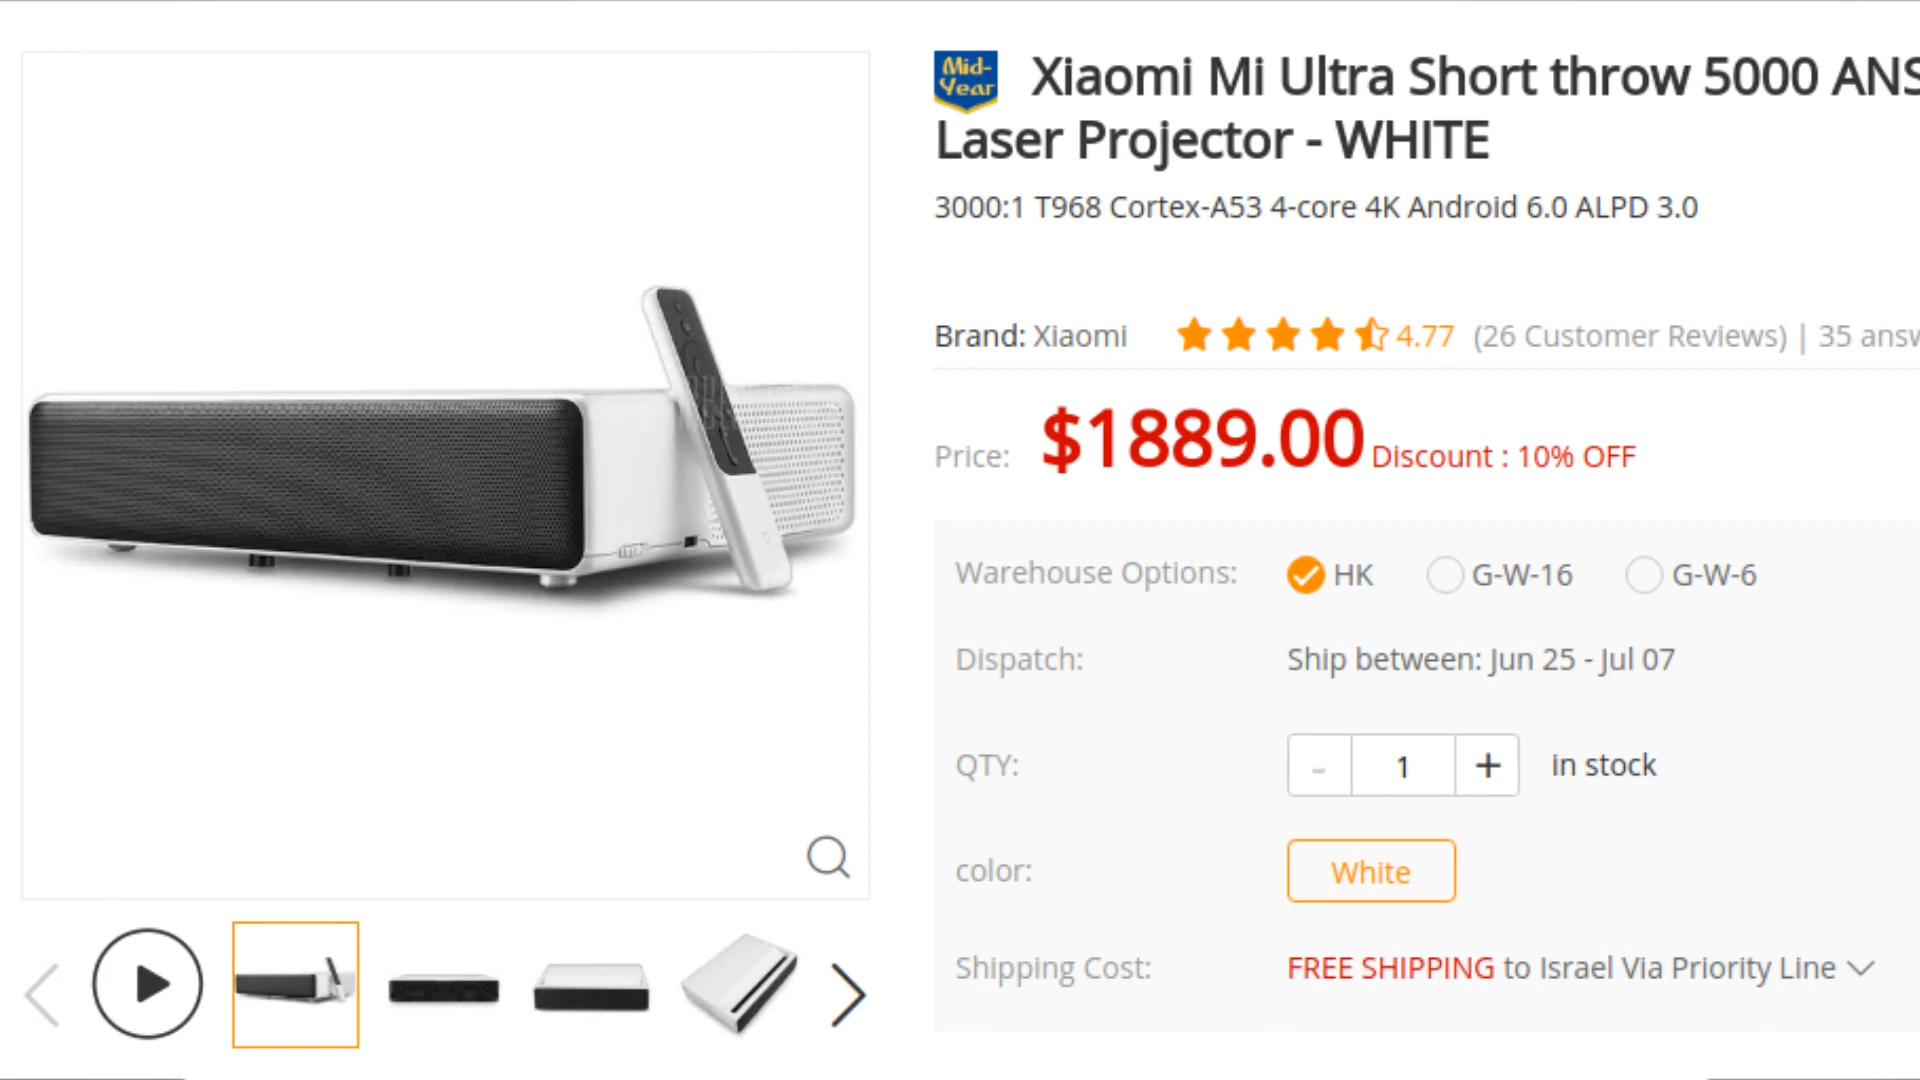 Mid-
Year
Xiaomi Mi Ultra Short throw 5000 ANS
Laser Projector - WHITE
3000:1 T968 Cortex-A53 4-core 4K Android 6.0 ALPD 3.0
Brand: Xiaomi 4.77 (26 Customer Reviews) | 35 answ
Price: $1889.00 Discount : 10% OFF
Warehouse Options: HK G-W-16 G-W-6
Dispatch: Ship between: Jun 25 - Jul 07
QTY: - 1 + in stock
color: White
Shipping Cost: FREE SHIPPING to Israel Via Priority Line